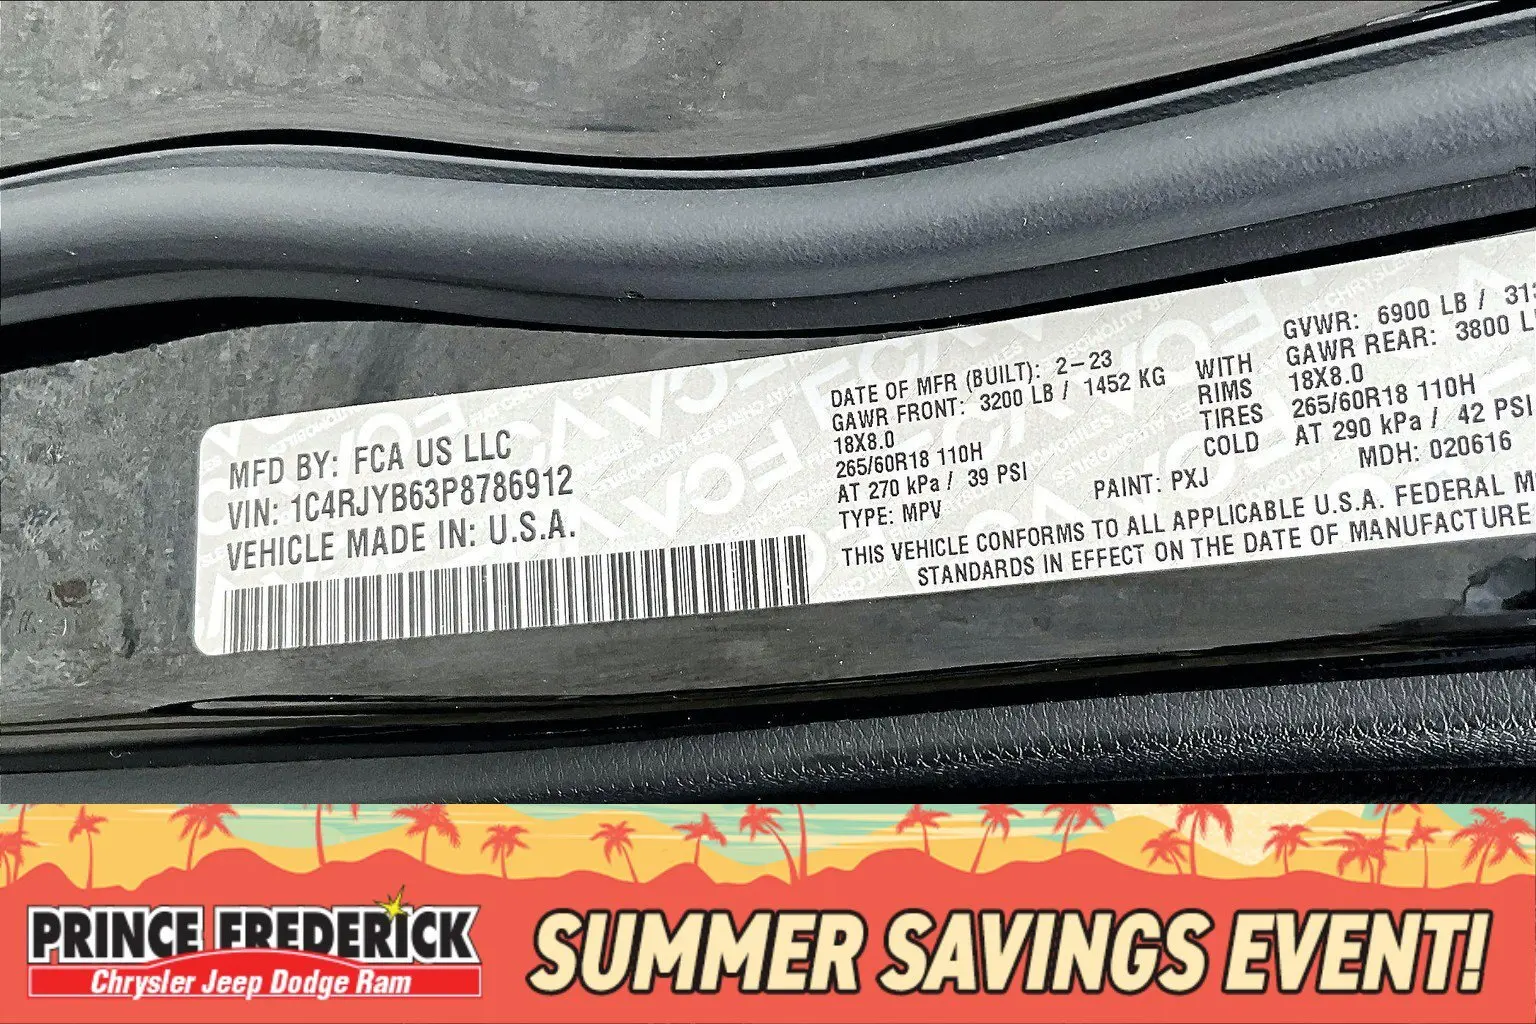 MFD BY: FCA US LLC
VIN: 1C4RJYB63P8786912
VEHICLE MADE IN: U.S.A.
DATE OF MFR (BUILT): 2-23
GAWR FRONT: 3200 LB / 1452 KG
18X8.0
265/60R18 110H
AT 270 kPa / 39 PSI
TYPE: MPV
WITH
RIMS
TIRES
COLD
GVWR: 6900 LB /
GAWR REAR: 3800
18X8.0
265/60R18 110H
AT 290 kPa / 42 PSI
PAINT: PXJ
MDH: 020616
THIS VEHICLE CONFORMS TO ALL APPLICABLE U.S.A. FEDERAL
STANDARDS IN EFFECT ON THE DATE OF MANUFACTURE
PRINCE FREDERICK
Chrysler Jeep Dodge Ram
SUMMER SAVINGS EVENT!